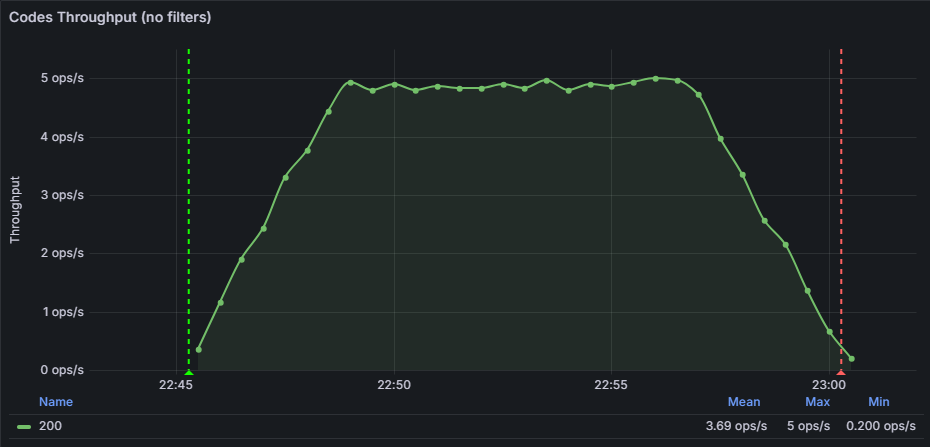 Codes Throughput (no filters)
Throughput
5 ops/s
4 ops/s
3 ops/s
2 ops/s
1 ops/s
0 ops/s
22:45 22:50 22:55 23:00
Name Mean Max Min
200 3.69 ops/s 5 ops/s 0.200 ops/s